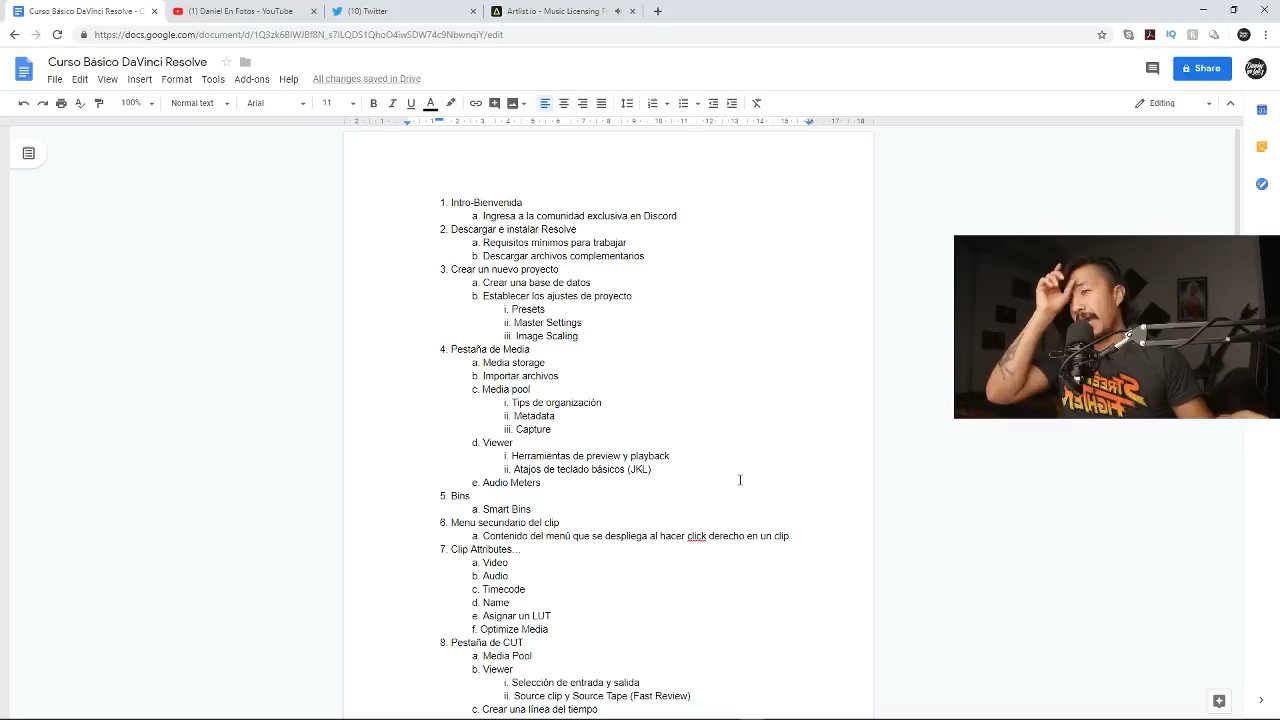 Curso Básico DaVinci Resolve - G
(1) Daniel En Fotos - YouTube
(10) Twitter
Artlist.io - Music Licensing F
Curso Básico DaVinci Resolve
File Edit View Insert Format Tools Add-ons Help All changes saved in Drive
Share
100% Normal text Arial 11
Editing
1. Intro-Bienvenida
a. Ingresa a la comunidad exclusiva en Discord
2. Descargar e instalar Resolve
a. Requisitos mínimos para trabajar
b. Descargar archivos complementarios
3. Crear un nuevo proyecto
a. Crear una base de datos
b. Establecer los ajustes de proyecto
i. Presets
ii. Master Settings
iii. Image Scaling
4. Pestaña de Media
a. Media storage
b. Importar archivos
c. Media pool
i. Tips de organización
ii. Metadata
iii. Capture
d. Viewer
i. Herramientas de preview y playback
ii. Atajos de teclado básicos (JKL)
e. Audio Meters
5. Bins
a. Smart Bins
6. Menu secundario del clip
a. Contenido del menú que se despliega al hacer click derecho en un clip
7. Clip Attributes...
a. Video
b. Audio
c. Timecode
d. Name
e. Asignar un LUT
f. Optimize Media
8. Pestaña de CUT
a. Media Pool
b. Viewer
i. Selección de entrada y salida
ii. Source clip y Source Tape (Fast Review)
c. Crear una línea del tiempo
STREET
FIGHTER